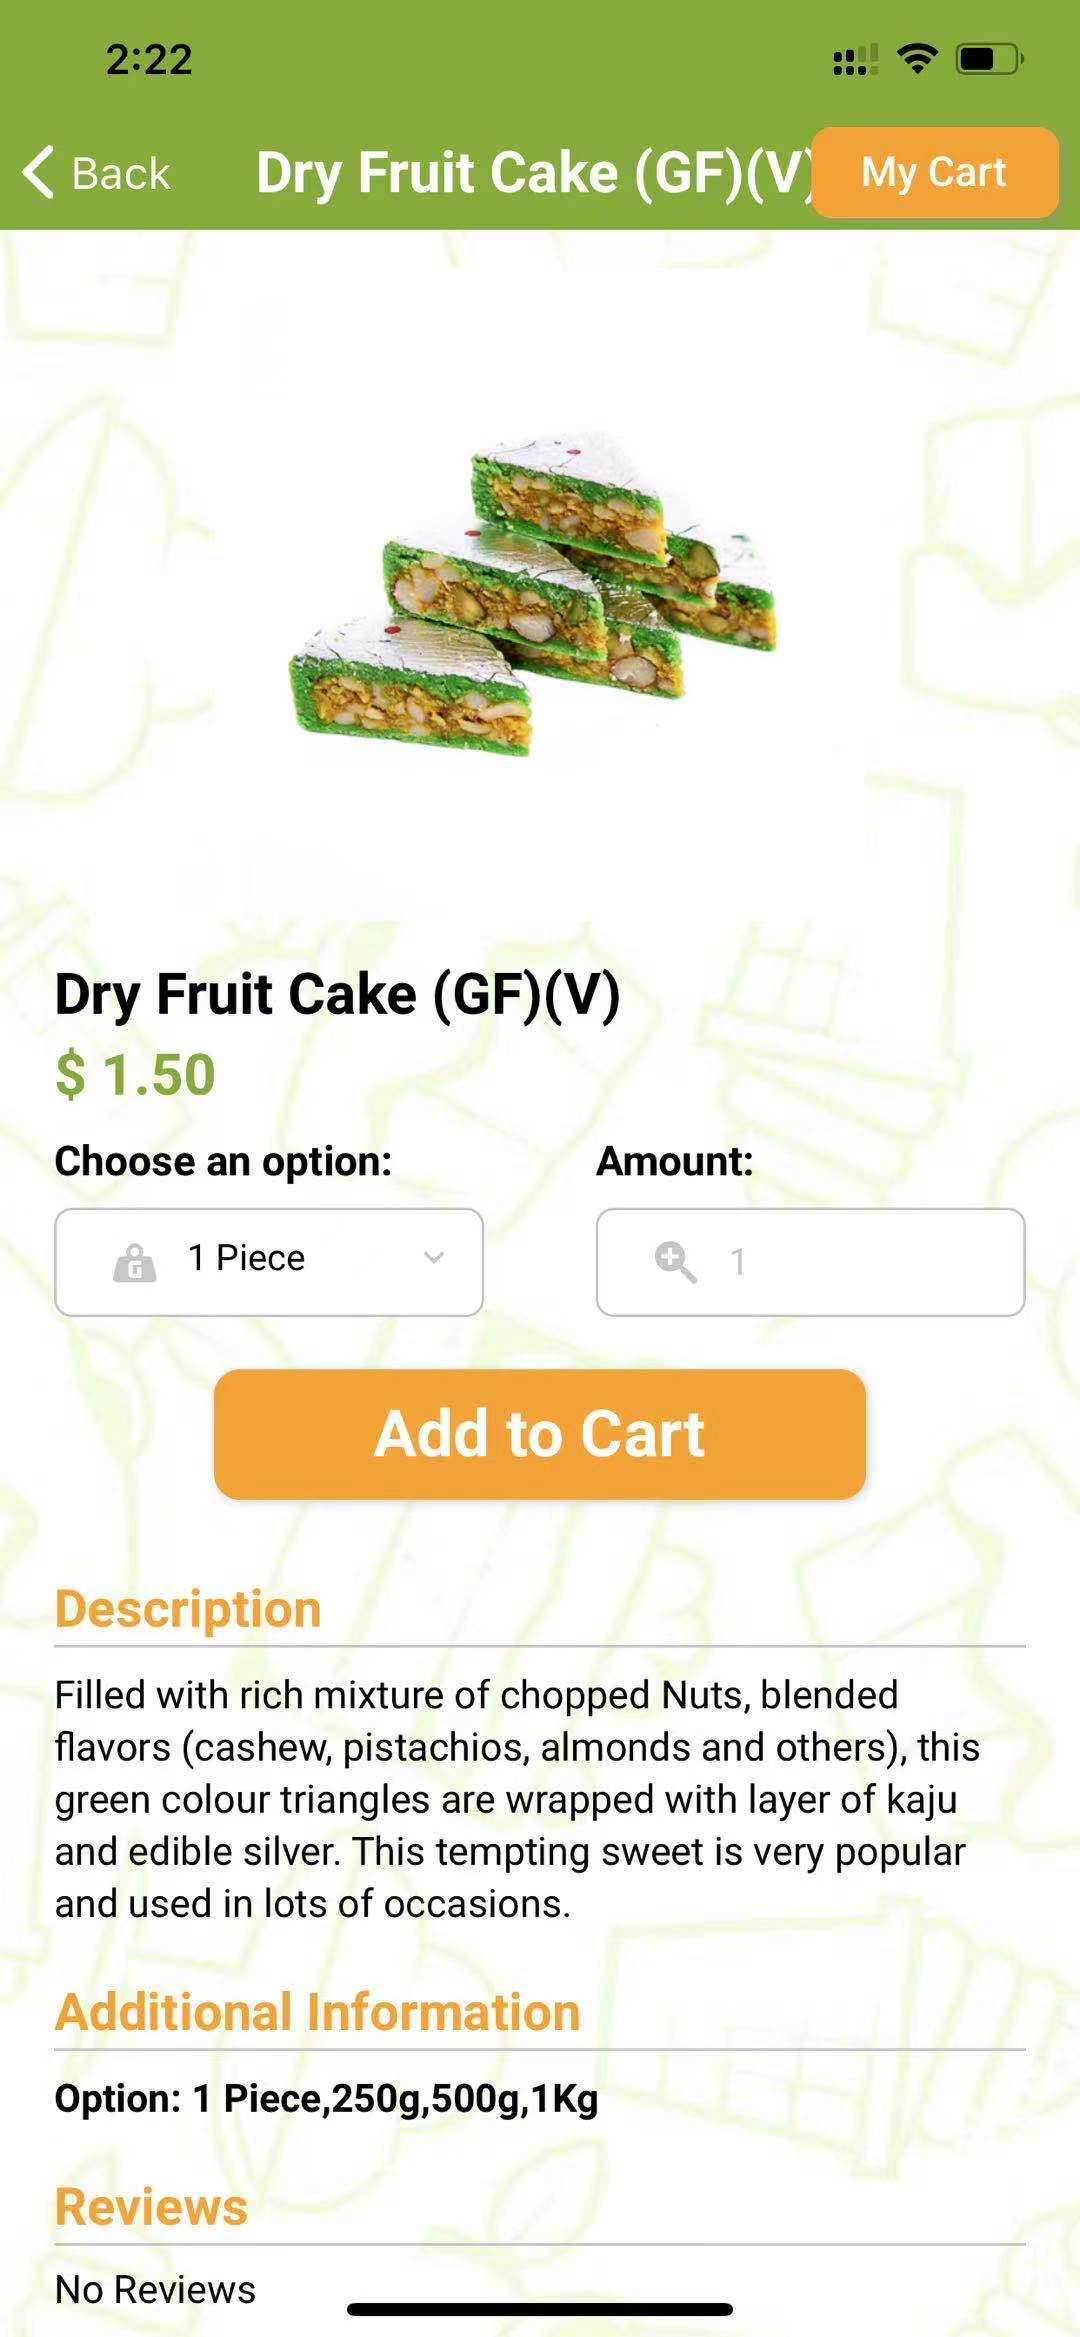 2:22
Back
Dry Fruit Cake (GF)(V)
My Cart
Dry Fruit Cake (GF)(V)
$ 1.50
Choose an option:
Amount:
G 1 Piece
1
Add to Cart
Description
Filled with rich mixture of chopped Nuts, blended
flavors (cashew, pistachios, almonds and others), this
green colour triangles are wrapped with layer of kaju
and edible silver. This tempting sweet is very popular
and used in lots of occasions.
Additional Information
Option: 1 Piece,250g,500g,1Kg
Reviews
No Reviews